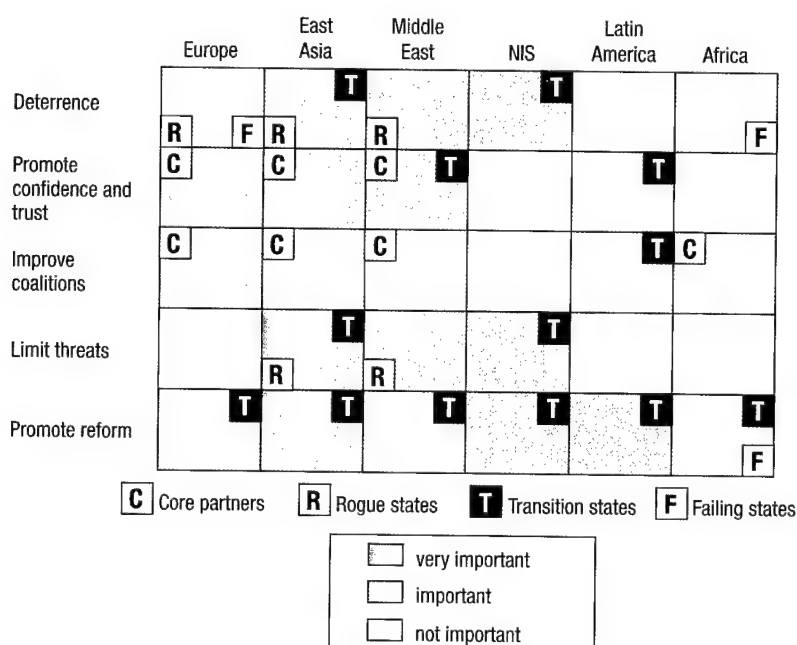 Europe East Asia Middle East NIS Latin America Africa
Deterrence T T
R F R R F
Promote confidence and trust C C C T T
Improve coalitions C C C T C
Limit threats T T
R R
Promote reform T T T T T T
F
C Core partners R Rogue states T Transition states F Failing states
very important
important
not important